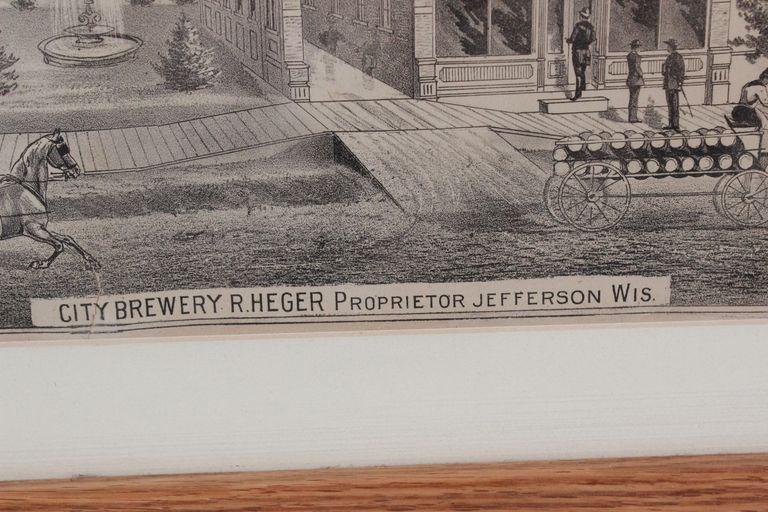 CITY BREWERY R. HEGER PROPRIETOR JEFFERSON WIS.